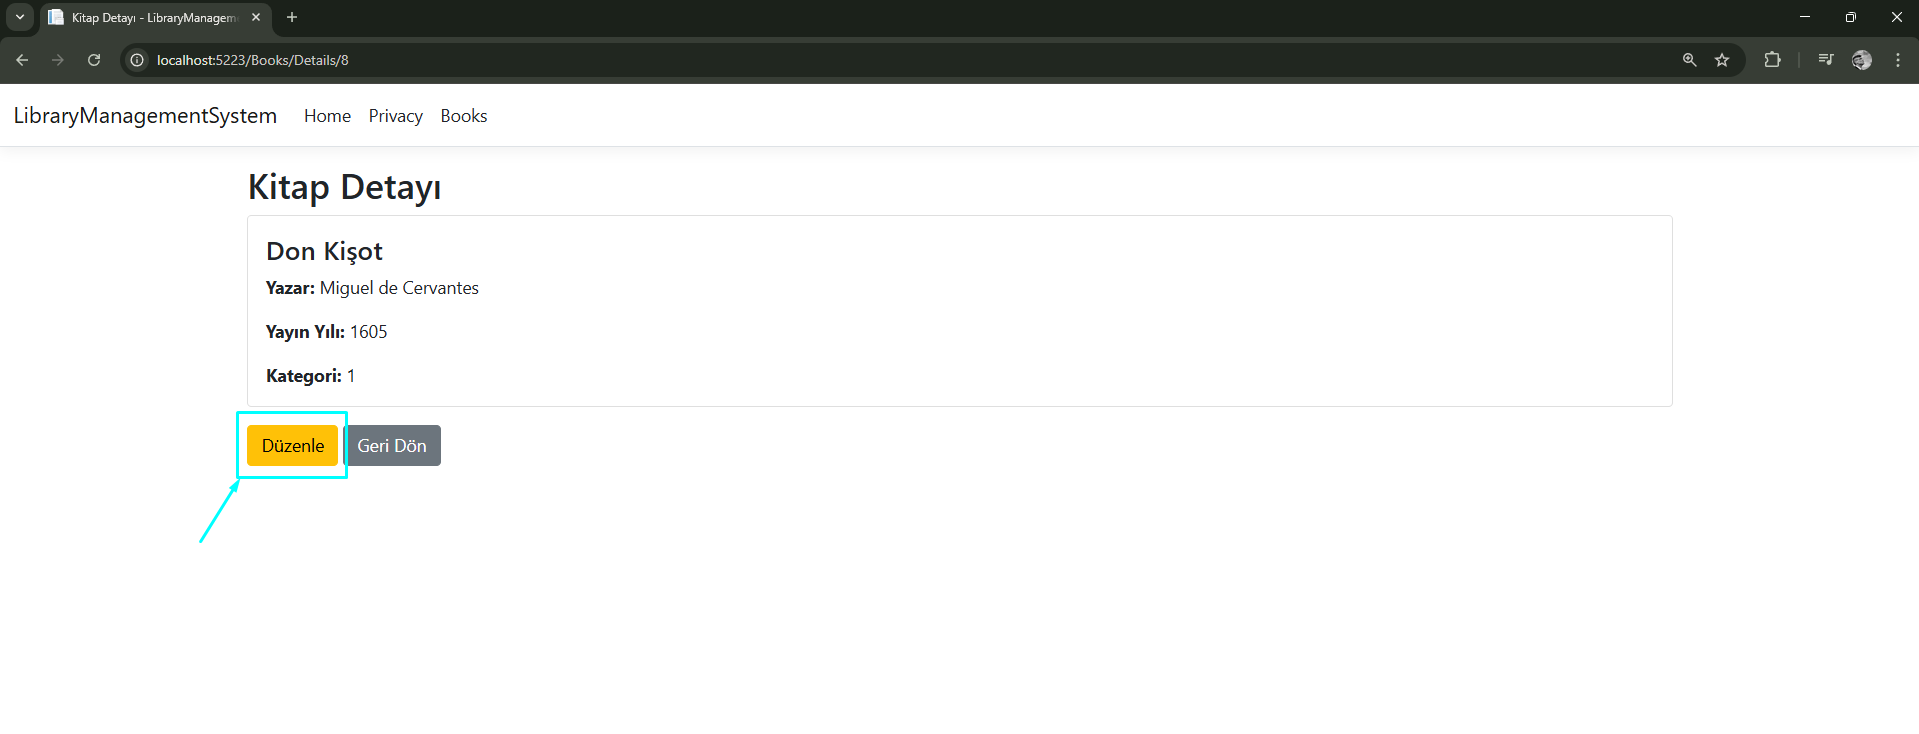 Kitap Detayı - LibraryManagem
localhost:5223/Books/Details/8
LibraryManagementSystem Home Privacy Books
Kitap Detayı
Don Kişot
Yazar: Miguel de Cervantes
Yayın Yılı: 1605
Kategori: 1
Düzenle Geri Dön